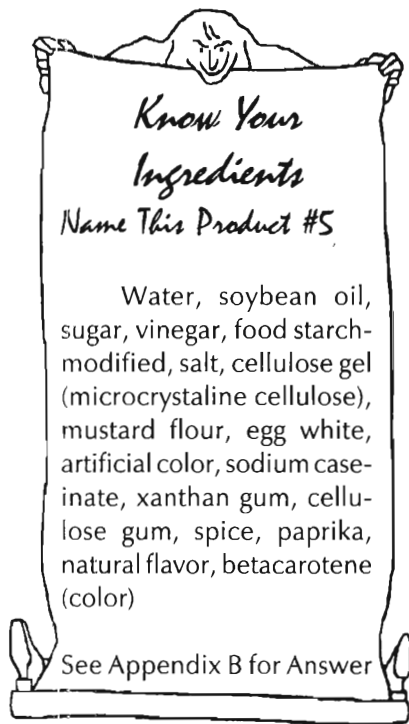 Know Your
Ingredients
Name This Product #5
Water, soybean oil,
sugar, vinegar, food starch-
modified, salt, cellulose gel
(microcrystaline cellulose),
mustard flour, egg white,
artificial color, sodium case-
inate, xanthan gum, cellu-
lose gum, spice, paprika,
natural flavor, betacarotene
(color)
See Appendix B for Answer